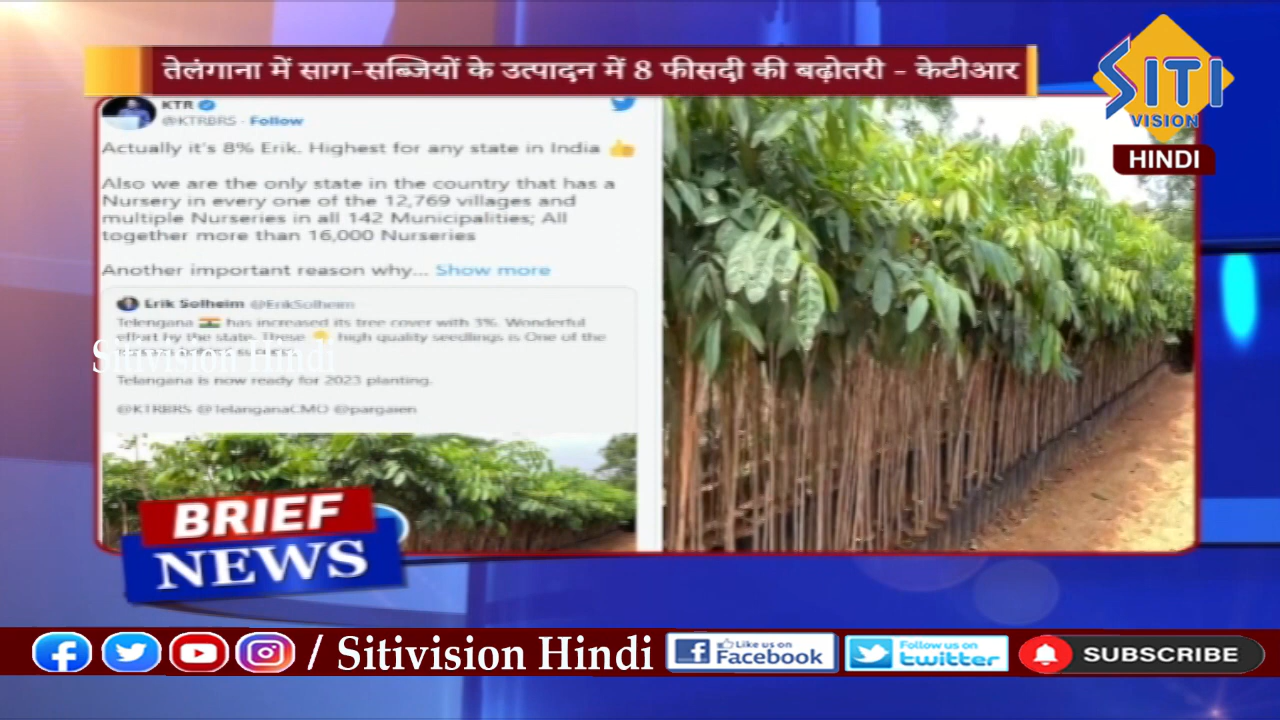 तेलंगाना में साग-सब्जियों के उत्पादन में 8 फीसदी की बढ़ोतरी - केटीआर
SITI
VISION
HINDI
KTR
@KTRBRS · Follow
Actually it's 8% Erik. Highest for any state in India
Also we are the only state in the country that has a
Nursery in every one of the 12,769 villages and
multiple Nurseries in all 142 Municipalities; All
together more than 16,000 Nurseries
Another important reason why... Show more
Erik Solheim @ErikSolheim
Telengana has increased its tree cover with 3%. Wonderful
effort by the state. These high quality seedlings is One of the
Sitivision Hindi
Telangana is now ready for 2023 planting.
@KTRBRS @TelanganaCMO @pargaien
BRIEF
NEWS
/ Sitivision Hindi
Like us on
Facebook
Follow us on
twitter
SUBSCRIBE